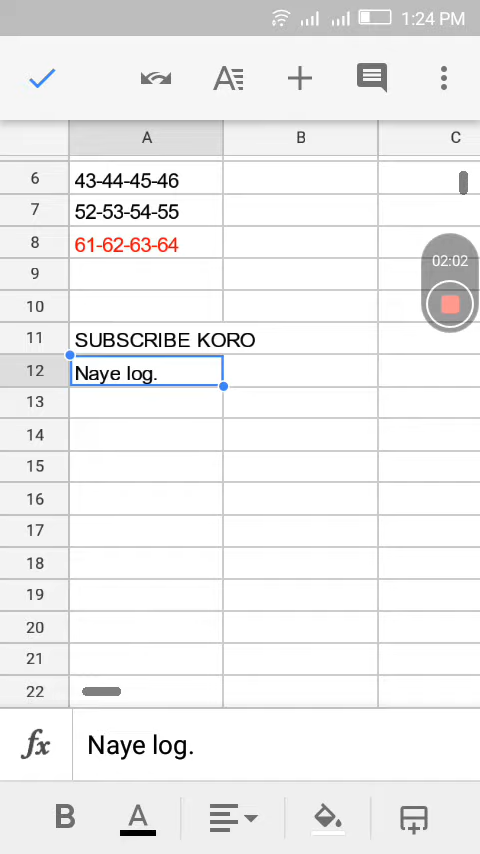 1:24 PM
A B C
6 43-44-45-46
7 52-53-54-55
02:02
8 61-62-63-64
9
10
11 SUBSCRIBE KORO
12 Naye log.
13
14
15
16
17
18
19
20
21
22
fx Naye log.
B A